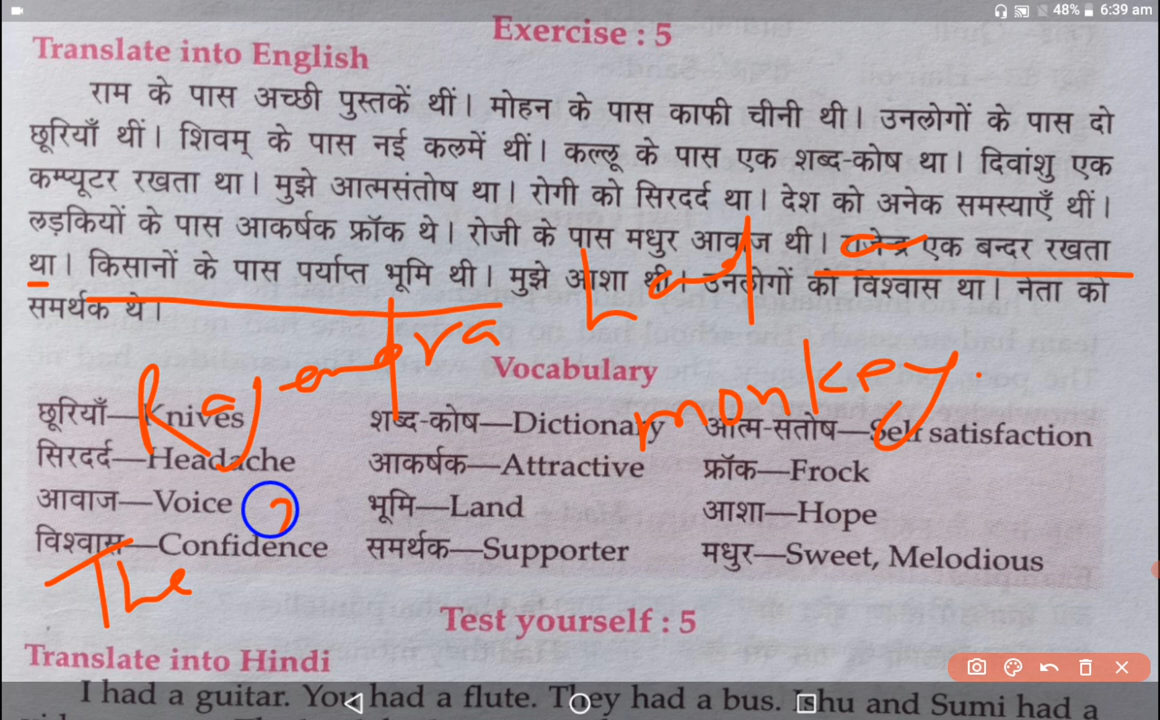 48% 6:39 am
Exercise : 5
Translate into English
राम के पास अच्छी पुस्तकें थीं। मोहन के पास काफी चीनी थी। उनलोगों के पास दो
छूरियाँ थीं। शिवम् के पास नई कलमें थीं। कल्लू के पास एक शब्द-कोष था। दिवांशु एक
कम्प्यूटर रखता था। मुझे आत्मसंतोष था। रोगी को सिरदर्द था। देश को अनेक समस्याएँ थीं।
लड़कियों के पास आकर्षक फ्रॉक थे। रोजी के पास मधुर आवाज थी। राजेन्द्र एक बन्दर रखता
था। किसानों के पास पर्याप्त भूमि थी। मुझे आशा थी। उनलोगों को विश्वास था। नेता को
समर्थक थे।
Rajendra had monkey.
Vocabulary
छूरियाँ—Knives शब्द-कोष—Dictionary आत्म-संतोष—Self satisfaction
सिरदर्द—Headache आकर्षक—Attractive फ्रॉक—Frock
आवाज—Voice भूमि—Land आशा—Hope
विश्वास—Confidence समर्थक—Supporter मधुर—Sweet, Melodious
The
Test yourself : 5
Translate into Hindi
I had a guitar. You had a flute. They had a bus. Ishu and Sumi had a